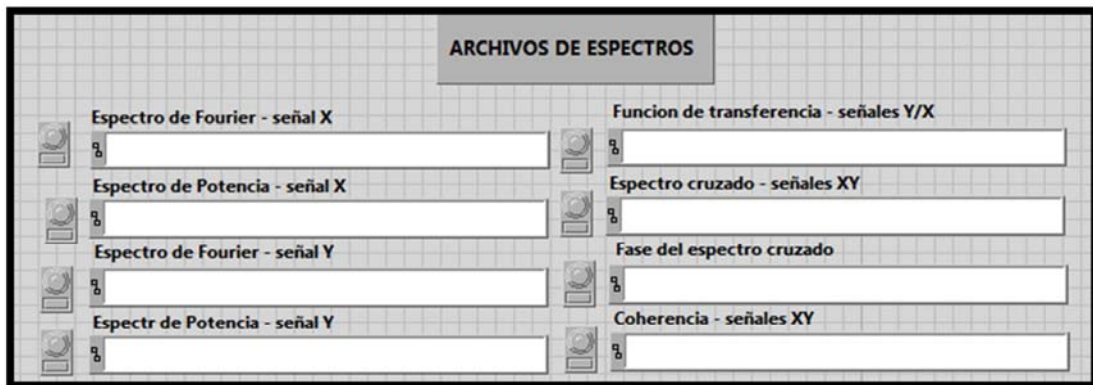 ARCHIVOS DE ESPECTROS
Espectro de Fourier - señal X
Espectro de Potencia - señal X
Espectro de Fourier - señal Y
Espectr de Potencia - señal Y
Funcion de transferencia - señales Y/X
Espectro cruzado - señales XY
Fase del espectro cruzado
Coherencia - señales XY